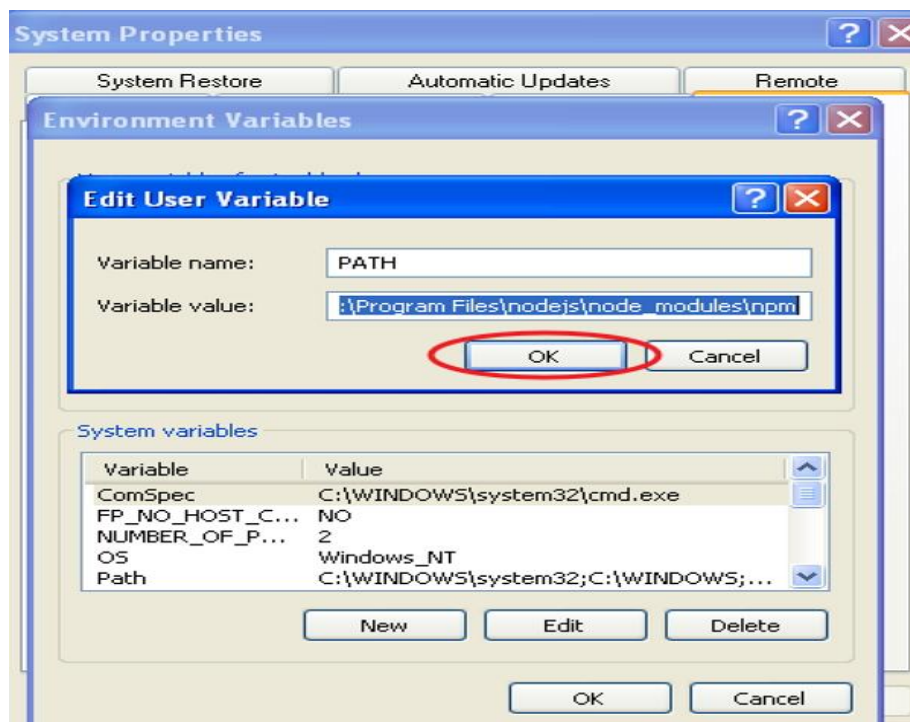 System Properties
System Restore
Automatic Updates
Remote
Environment Variables
Edit User Variable
Variable name:
PATH
Variable value:
:\Program Files\nodejs\node_modules\npm
OK
Cancel
System variables
Variable
Value
ComSpec
C:\WINDOWS\system32\cmd.exe
FP_NO_HOST_C...
NO
NUMBER_OF_P...
2
OS
Windows_NT
Path
C:\WINDOWS\system32;C:\WINDOWS;...
New
Edit
Delete
OK
Cancel